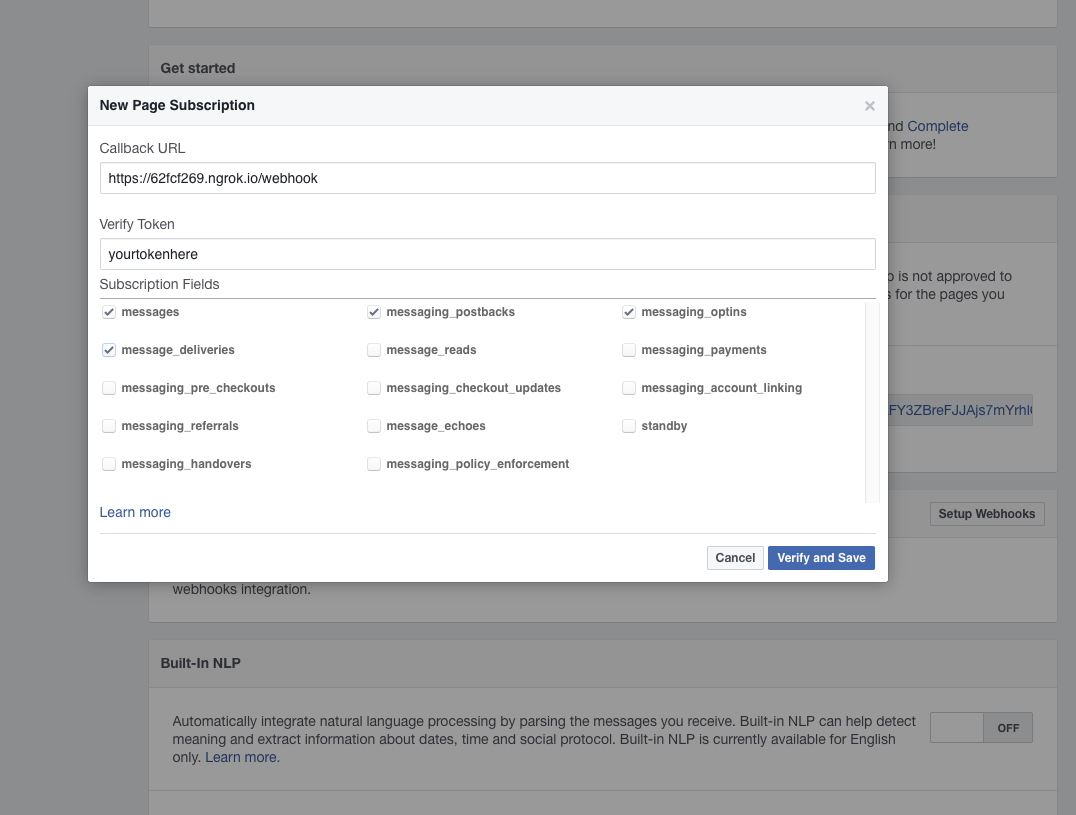 Get started
New Page Subscription
×
nd Complete
n more!
Callback URL
https://62fcf269.ngrok.io/webhook
Verify Token
yourtokenhere
Subscription Fields
o is not approved to
s for the pages you
messages messaging_postbacks messaging_optins
message_deliveries message_reads messaging_payments
messaging_pre_checkouts messaging_checkout_updates messaging_account_linking
FY3ZBreFJJAjs7mYrhl
messaging_referrals message_echoes standby
messaging_handovers messaging_policy_enforcement
Learn more
Setup Webhooks
Cancel Verify and Save
webhooks integration.
Built-In NLP
Automatically integrate natural language processing by parsing the messages you receive. Built-in NLP can help detect
meaning and extract information about dates, time and social protocol. Built-in NLP is currently available for English
only. Learn more.
OFF